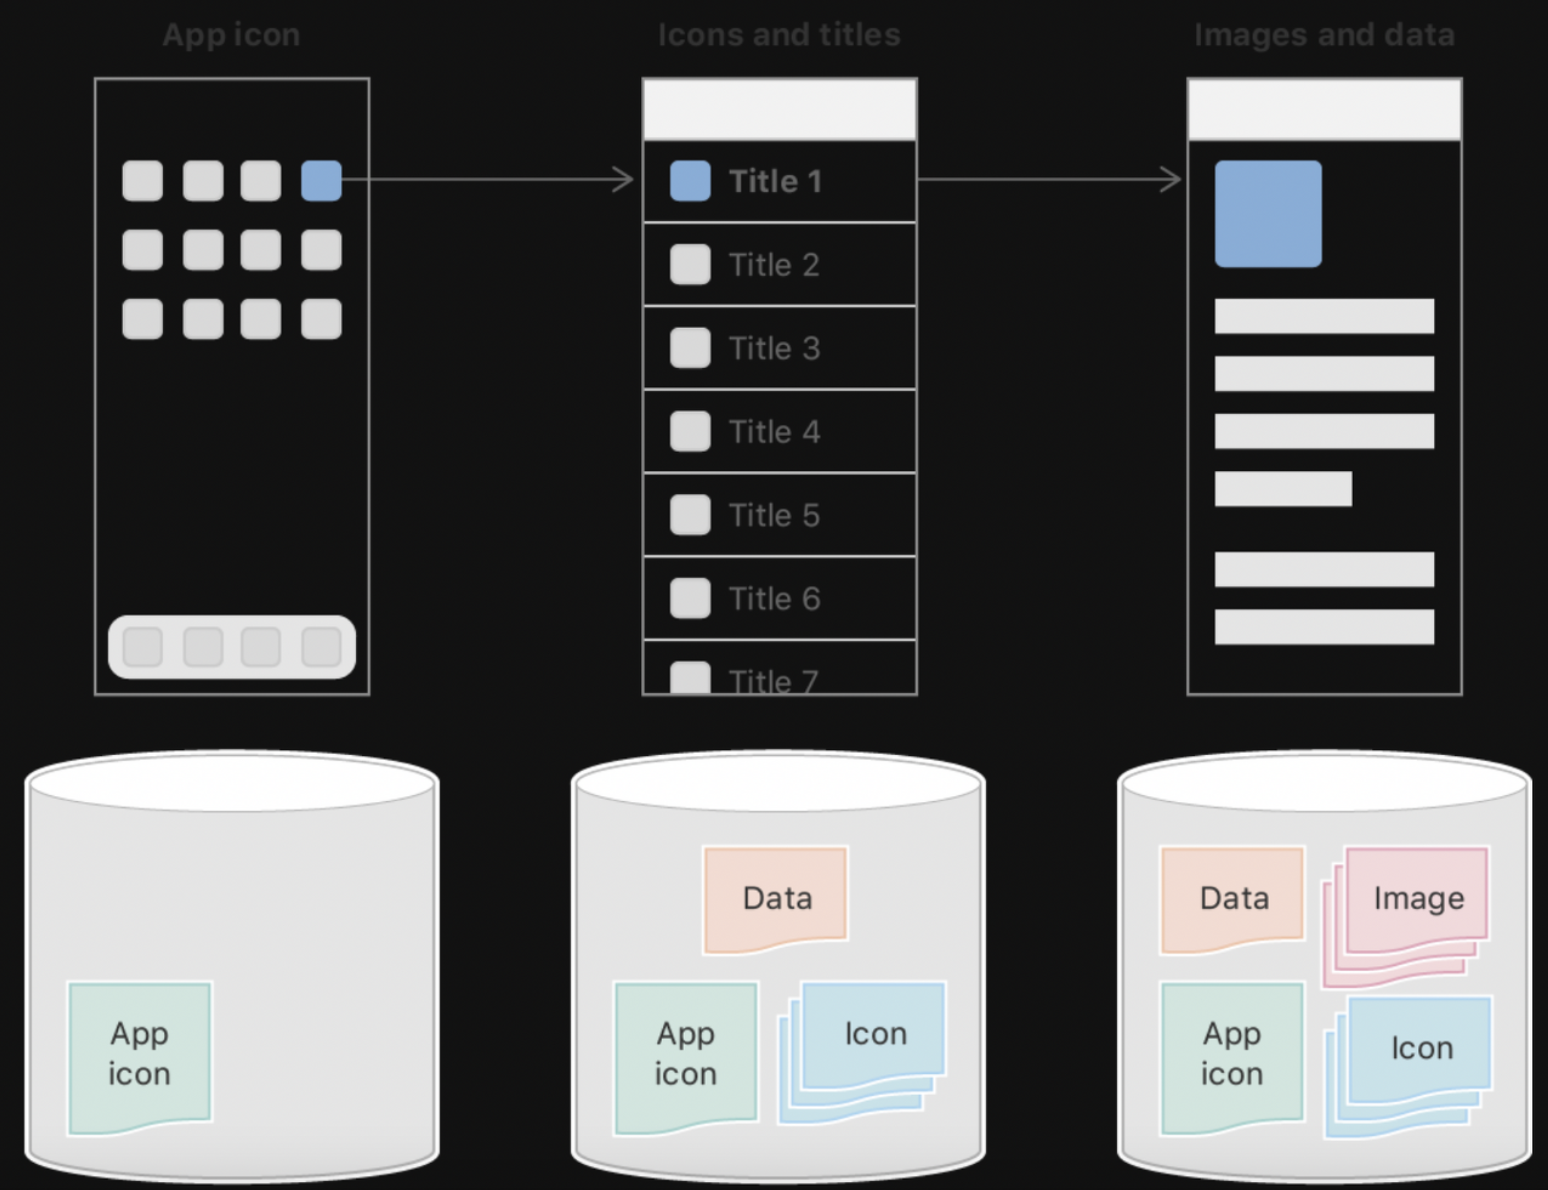 App icon
Icons and titles
Images and data
Title 1
Title 2
Title 3
Title 4
Title 5
Title 6
Title 7
App
icon
Data
App
icon
Icon
Data
Image
App
icon
Icon